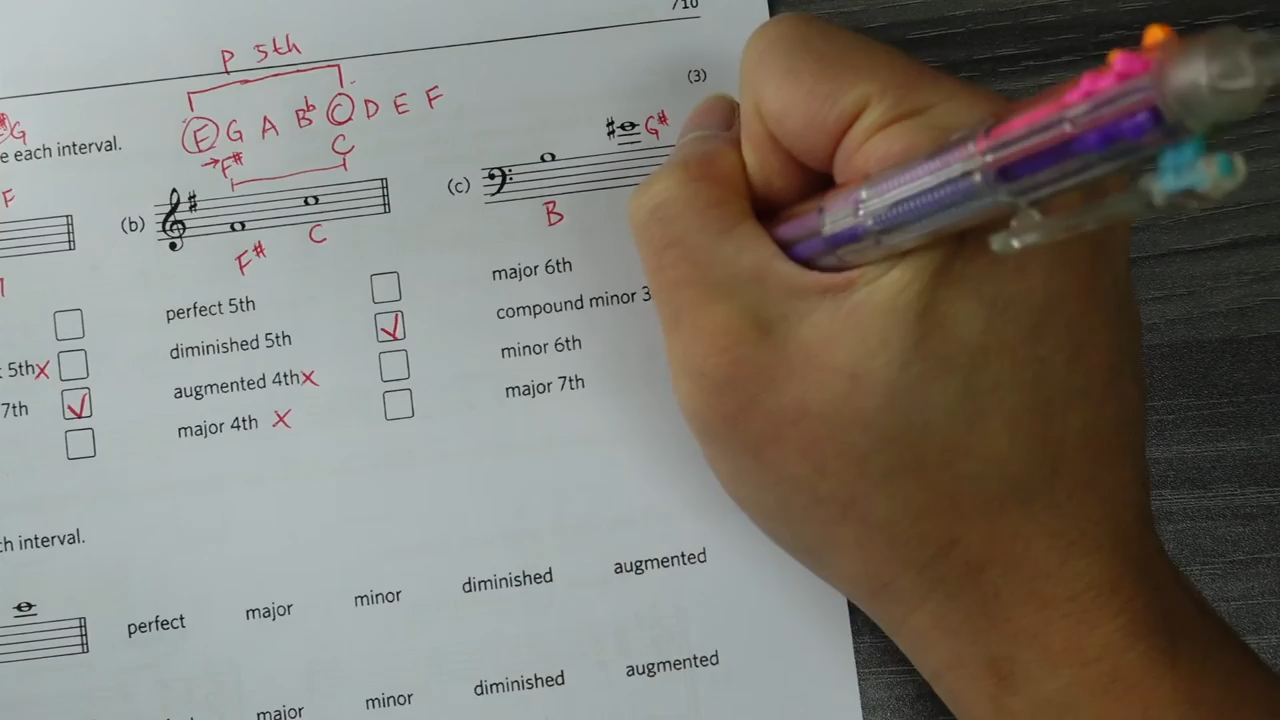 /10
P 5th
(3)
F G A B♭ C D E F
#G
e each interval.
→F# C
# G#
F
(b)
(c)
F# C
B
perfect 5th
diminished 5th ✓
augmented 4th X
major 4th X
major 6th
compound minor 3
minor 6th
major 7th
5th X
7th ✓
ch interval.
perfect major minor diminished augmented
major minor diminished augmented